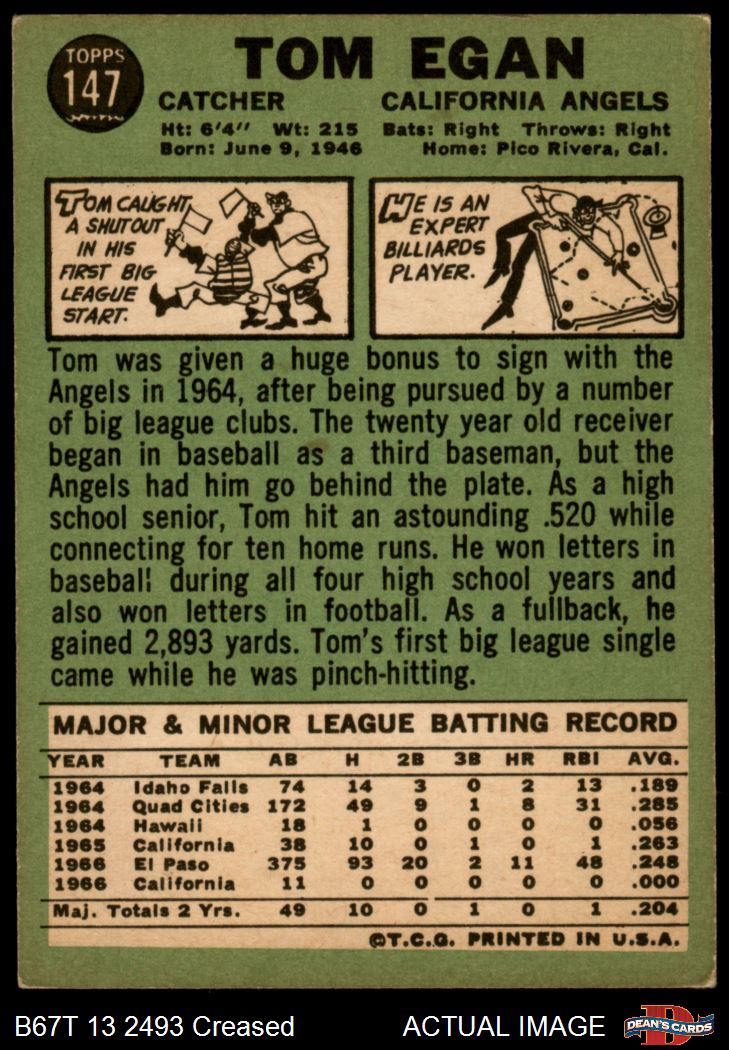 TOPPS
147
TOM EGAN
CATCHER CALIFORNIA ANGELS
Ht: 6'4" Wt: 215 Bats: Right Throws: Right
Born: June 9, 1946 Home: Pico Rivera, Cal.
TOM CAUGHT
A SHUTOUT
IN HIS
FIRST BIG
LEAGUE
START.
HE IS AN
EXPERT
BILLIARDS
PLAYER.
Tom was given a huge bonus to sign with the
Angels in 1964, after being pursued by a number
of big league clubs. The twenty year old receiver
began in baseball as a third baseman, but the
Angels had him go behind the plate. As a high
school senior, Tom hit an astounding .520 while
connecting for ten home runs. He won letters in
baseball during all four high school years and
also won letters in football. As a fullback, he
gained 2,893 yards. Tom's first big league single
came while he was pinch-hitting.
MAJOR & MINOR LEAGUE BATTING RECORD
YEAR TEAM AB H 2B 3B HR RBI AVG.
1964 Idaho Falls 74 14 3 0 2 13 .189
1964 Quad Cities 172 49 9 1 8 31 .285
1964 Hawaii 18 1 0 0 0 0 .056
1965 California 38 10 0 1 0 1 .263
1966 El Paso 375 93 20 2 11 48 .248
1966 California 11 0 0 0 0 0 .000
Maj. Totals 2 Yrs. 49 10 0 1 0 1 .204
©T.C.G. PRINTED IN U.S.A.
B67T 13 2493 Creased ACTUAL IMAGE
DEAN'S CARDS